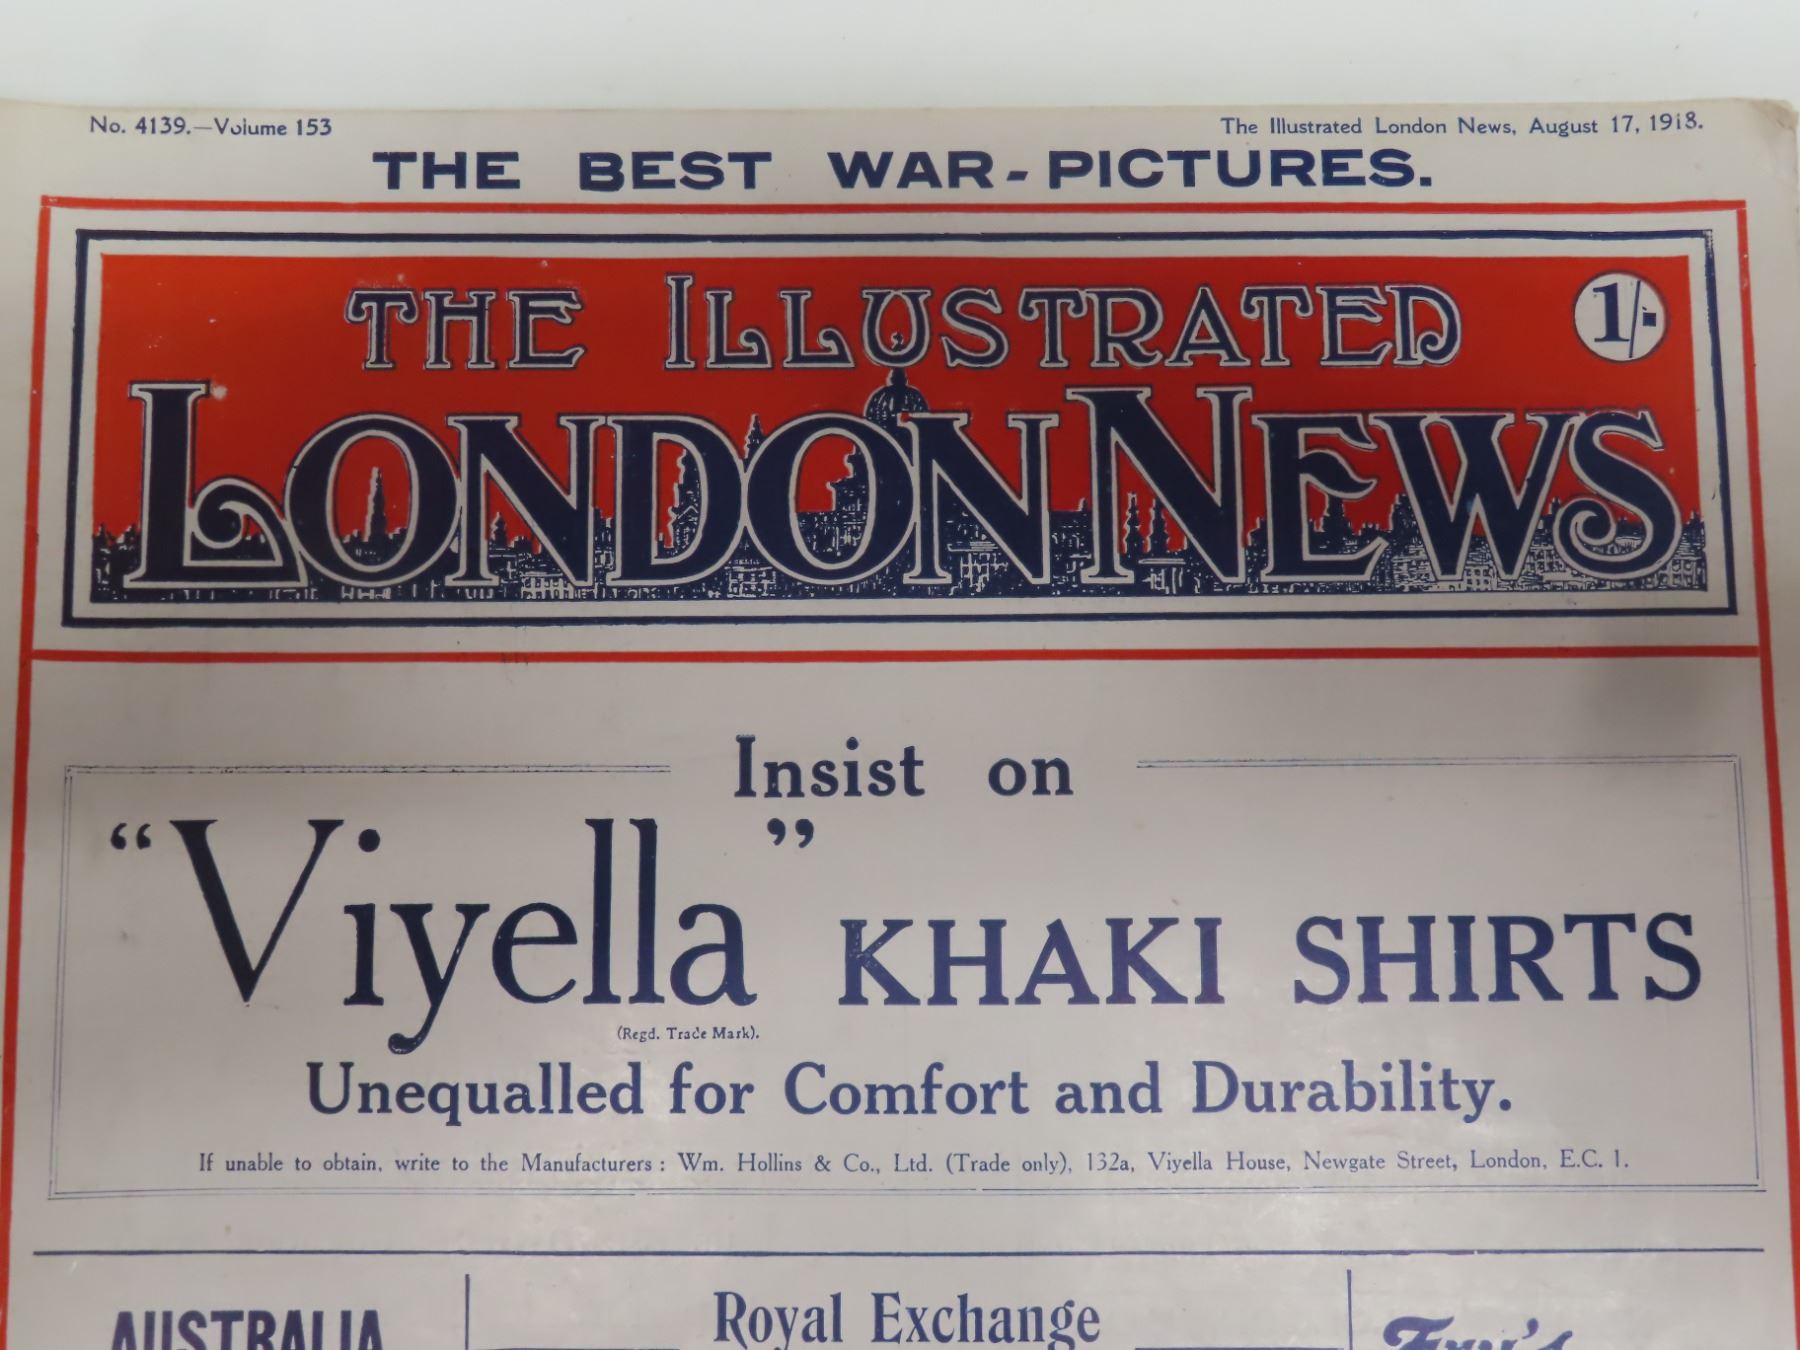 No. 4139.—Volume 153
The Illustrated London News, August 17, 1918.
THE BEST WAR-PICTURES.
THE ILLUSTRATED
1/-
LONDON NEWS
Insist on
"Viyella" KHAKI SHIRTS
(Regd. Trade Mark).
Unequalled for Comfort and Durability.
If unable to obtain, write to the Manufacturers: Wm. Hollins & Co., Ltd. (Trade only), 132a, Viyella House, Newgate Street, London, E.C. 1.
AUSTRALIA
Royal Exchange
Fry's